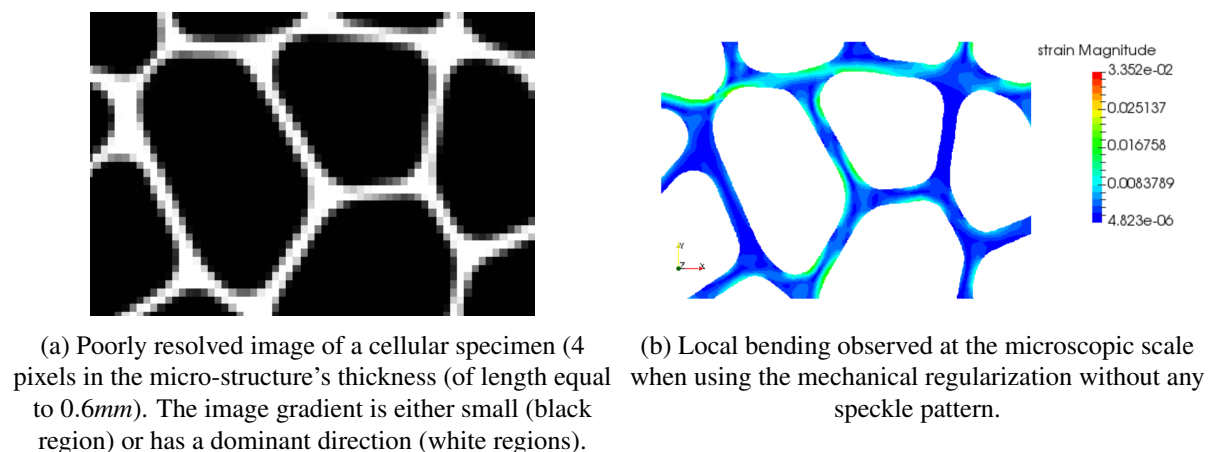 strain Magnitude
3.352e-02
0.025137
0.016758
0.0083789
4.823e-06
Y
Z
X
(a) Poorly resolved image of a cellular specimen (4
pixels in the micro-structure's thickness (of length equal
to 0.6mm). The image gradient is either small (black
region) or has a dominant direction (white regions).
(b) Local bending observed at the microscopic scale
when using the mechanical regularization without any
speckle pattern.